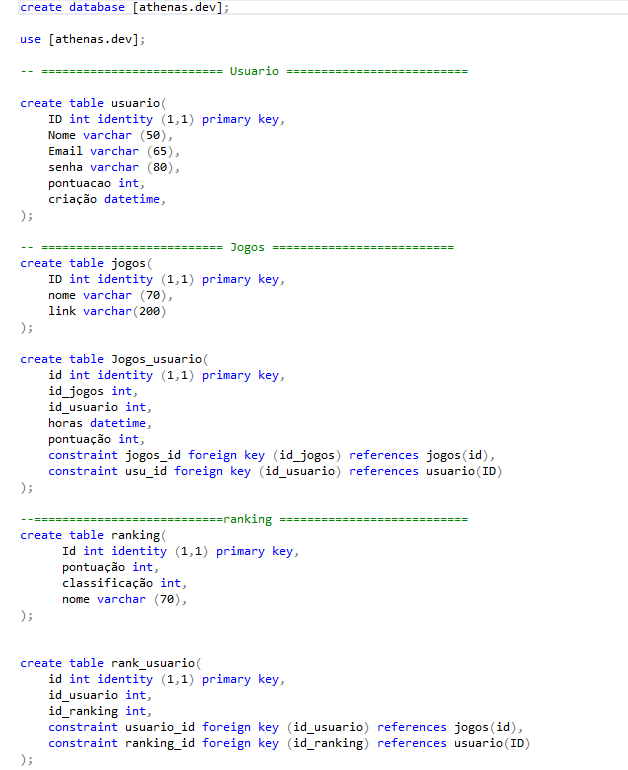 create database [athenas.dev];
use [athenas.dev];
-- ========================== Usuario ==========================
create table usuario(
ID int identity (1,1) primary key,
Nome varchar (50),
Email varchar (65),
senha varchar (80),
pontuacao int,
criação datetime,
);
-- ========================== Jogos ==========================
create table jogos(
ID int identity (1,1) primary key,
nome varchar (70),
link varchar(200)
);
create table Jogos_usuario(
id int identity (1,1) primary key,
id_jogos int,
id_usuario int,
horas datetime,
pontuação int,
constraint jogos_id foreign key (id_jogos) references jogos(id),
constraint usu_id foreign key (id_usuario) references usuario(ID)
);
--===========================ranking ===========================
create table ranking(
Id int identity (1,1) primary key,
pontuação int,
classificação int,
nome varchar (70),
);
create table rank_usuario(
id int identity (1,1) primary key,
id_usuario int,
id_ranking int,
constraint usuario_id foreign key (id_usuario) references jogos(id),
constraint ranking_id foreign key (id_ranking) references usuario(ID)
);